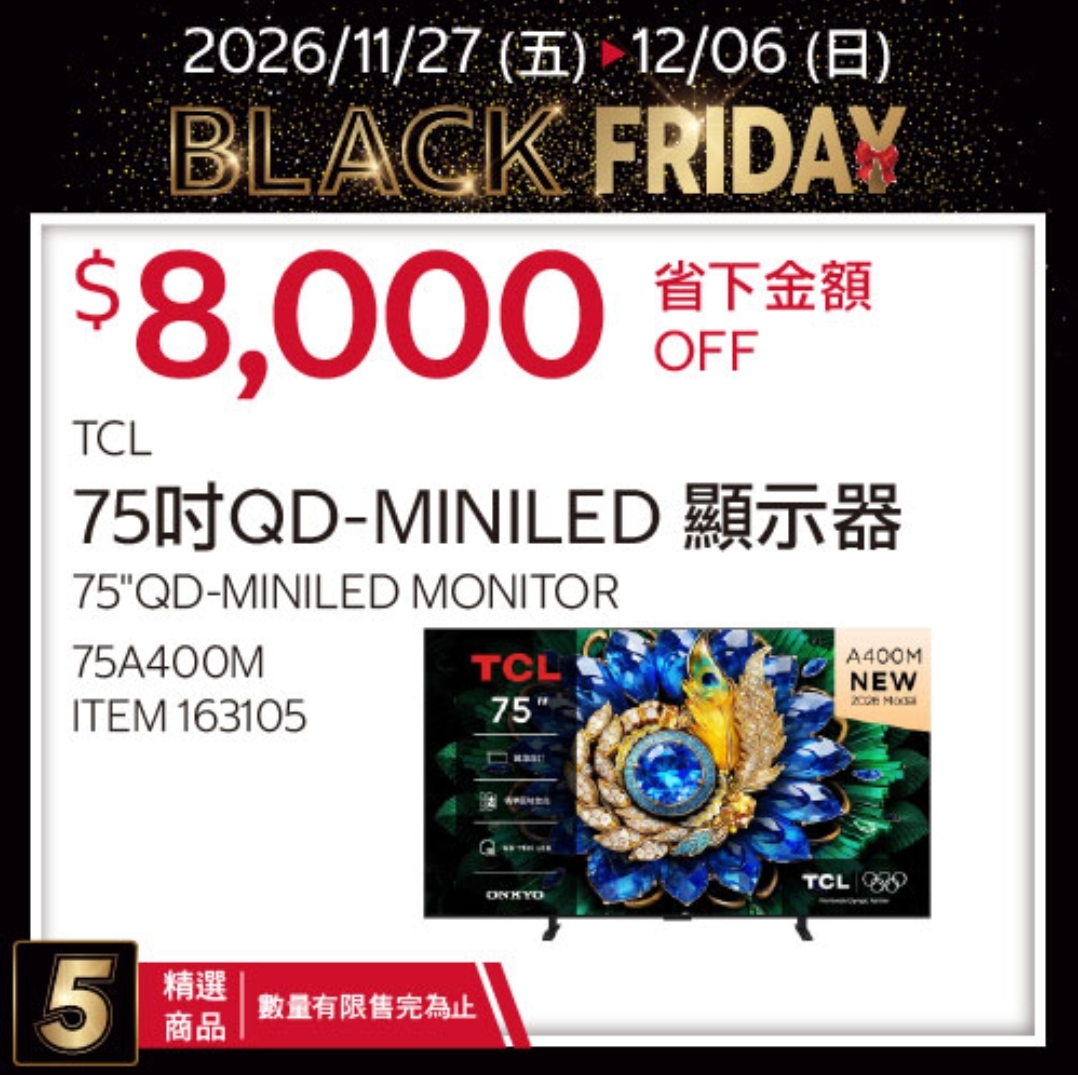 2026/11/27 (五)▶12/06 (日)
BLACK FRIDAY
$8,000 省下金額
OFF
TCL
75吋QD-MINILED 顯示器
75"QD-MINILED MONITOR
75A400M
ITEM 163105
TCL
75"
ONKYO
A400M
NEW
2026 Model
TCL
5
精選
商品
數量有限售完為止